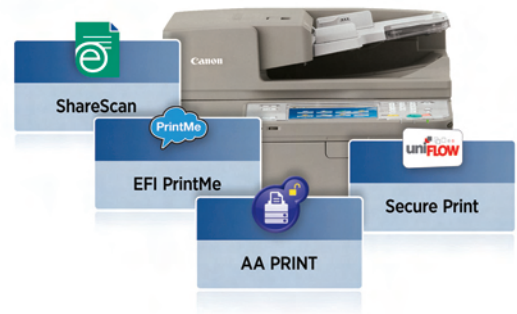 Canon
ShareScan
PrintMe
EFI PrintMe
uniFLOW
Secure Print
AA PRINT